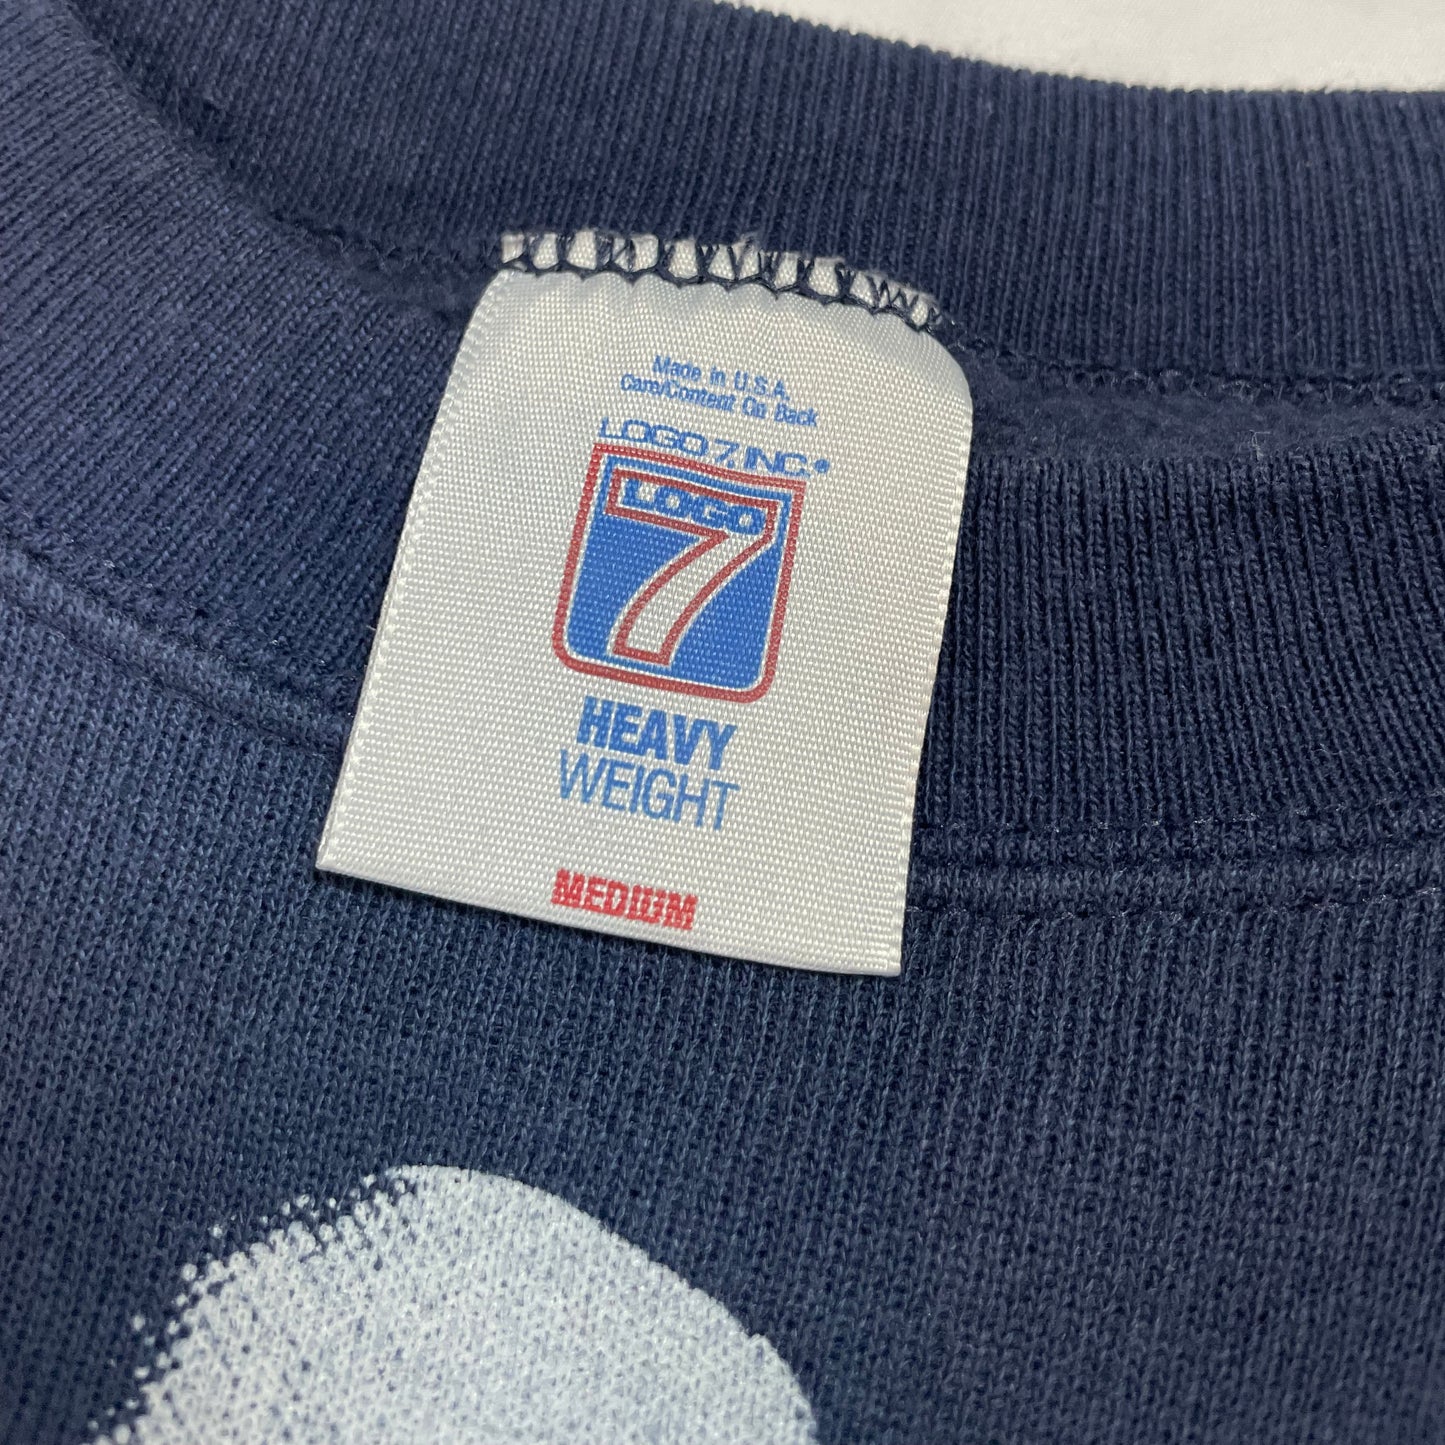 Made in U.S.A.
Care/Content On Back
LOGO 7, INC.®
LOGO
7
HEAVY
WEIGHT
MEDIUM